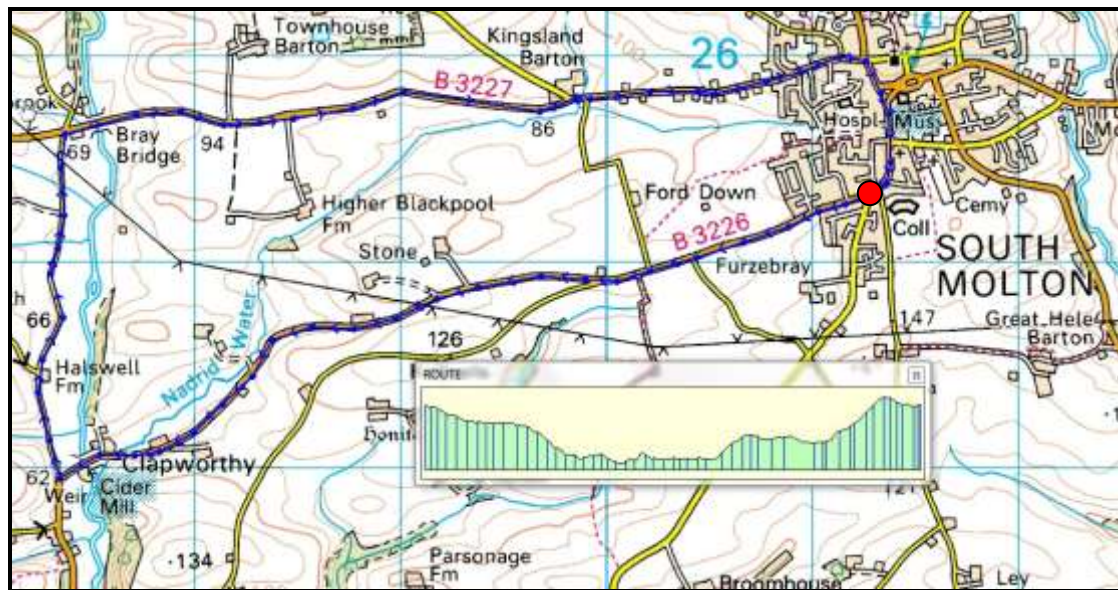 Townhouse
Barton
Kingsland
Barton
100
26
B 3227
Hospl
Mus
69
Bray
Bridge
94
86
Higher Blackpool
Fm
Ford Down
Cemy
Coll
B 3226
Stone
Furzebray
SOUTH
MOLTON
66
126
147
Great Hele
Barton
Nadrid Water
Halswell
Fm
ROUTE
Clapworthy
62
Weir
Cider
Mill
134
Parsonage
Fm
Broomhouse
Ley